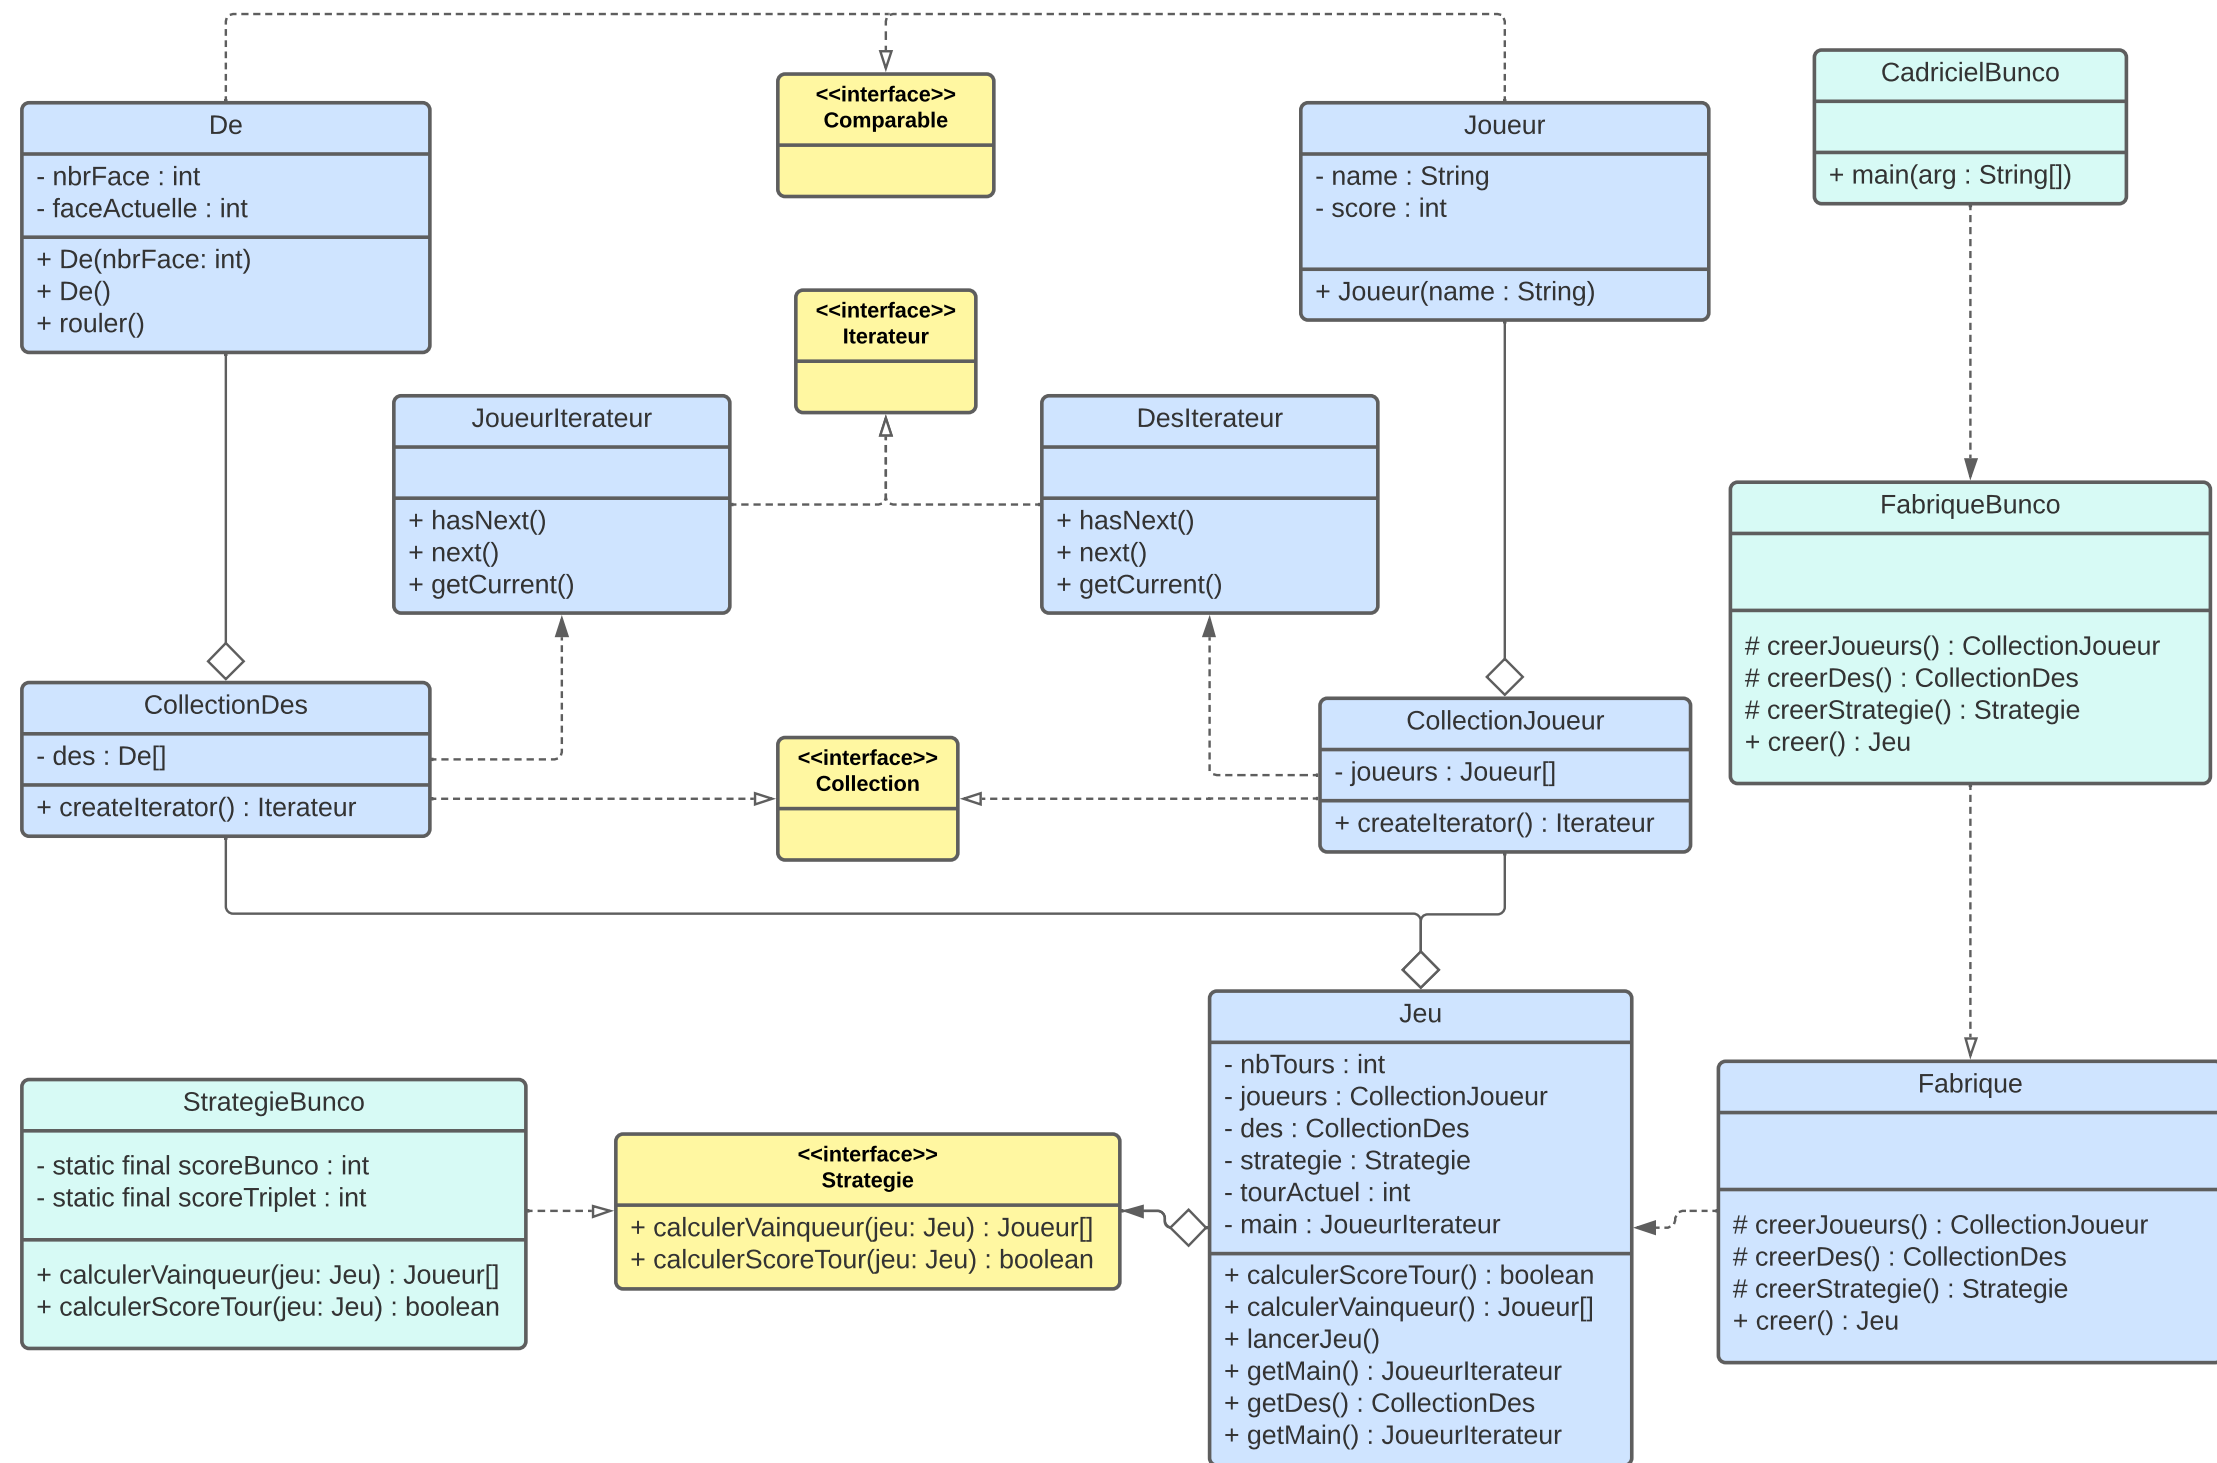 De
- nbrFace : int
- faceActuelle : int
+ De(nbrFace: int)
+ De()
+ rouler()
<<interface>>
Comparable
Joueur
- name : String
- score : int
+ Joueur(name : String)
CadricielBunco
+ main(arg : String[])
<<interface>>
Iterateur
JoueurIterateur
+ hasNext()
+ next()
+ getCurrent()
DesIterateur
+ hasNext()
+ next()
+ getCurrent()
FabriqueBunco
# creerJoueurs() : CollectionJoueur
# creerDes() : CollectionDes
# creerStrategie() : Strategie
+ creer() : Jeu
CollectionDes
- des : De[]
+ createIterator() : Iterateur
<<interface>>
Collection
CollectionJoueur
- joueurs : Joueur[]
+ createIterator() : Iterateur
StrategieBunco
- static final scoreBunco : int
- static final scoreTriplet : int
+ calculerVainqueur(jeu: Jeu) : Joueur[]
+ calculerScoreTour(jeu: Jeu) : boolean
<<interface>>
Strategie
+ calculerVainqueur(jeu: Jeu) : Joueur[]
+ calculerScoreTour(jeu: Jeu) : boolean
Jeu
- nbTours : int
- joueurs : CollectionJoueur
- des : CollectionDes
- strategie : Strategie
- tourActuel : int
- main : JoueurIterateur
+ calculerScoreTour() : boolean
+ calculerVainqueur() : Joueur[]
+ lancerJeu()
+ getMain() : JoueurIterateur
+ getDes() : CollectionDes
+ getMain() : JoueurIterateur
Fabrique
# creerJoueurs() : CollectionJoueur
# creerDes() : CollectionDes
# creerStrategie() : Strategie
+ creer() : Jeu